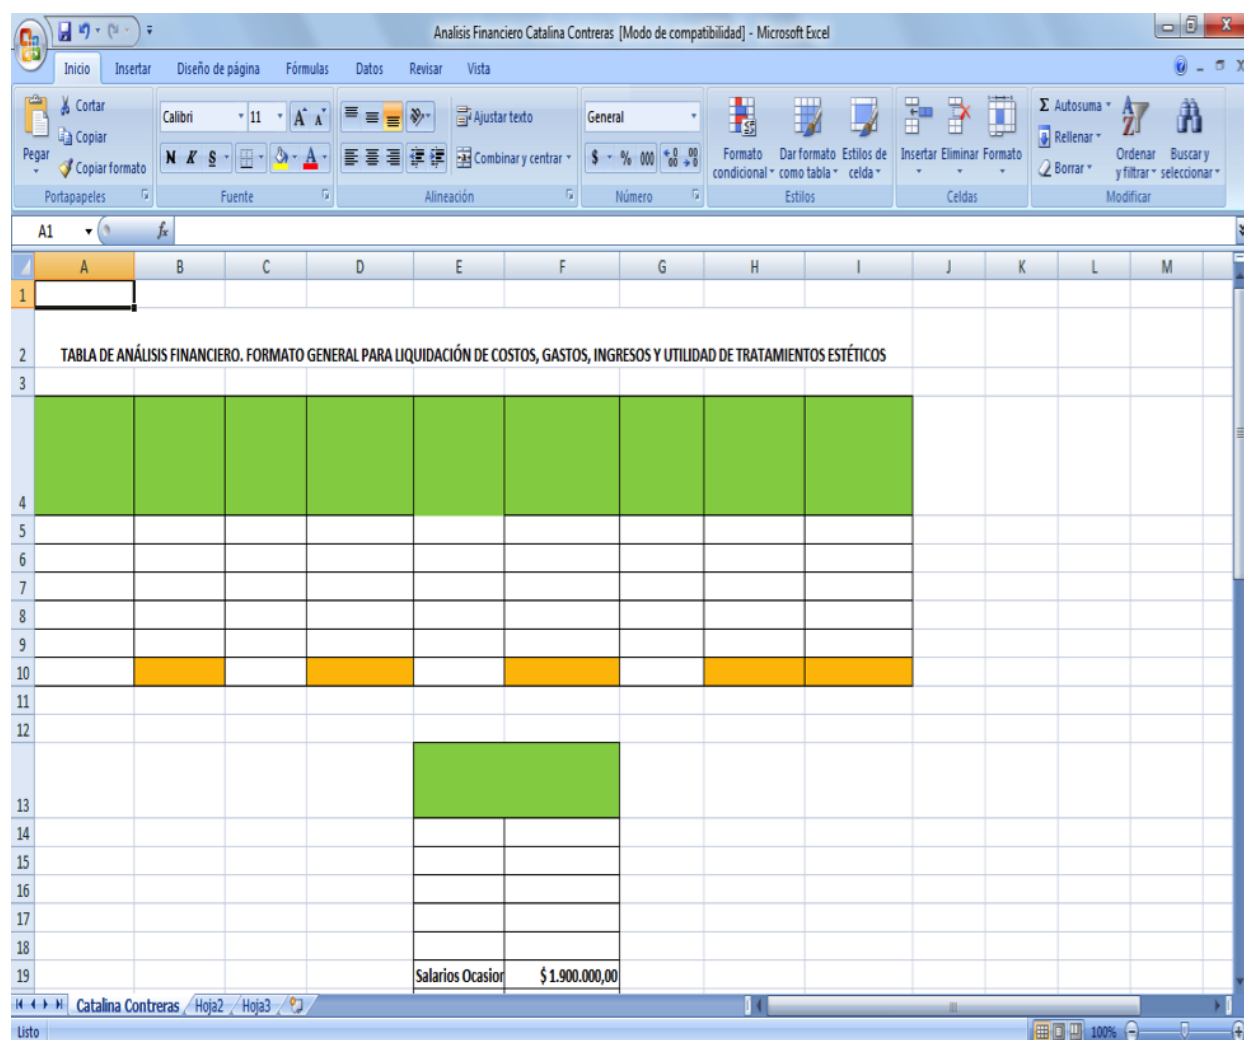 Analisis Financiero Catalina Contreras [Modo de compatibilidad] - Microsoft Excel
Inicio Insertar Diseño de página Fórmulas Datos Revisar Vista
Pegar
Cortar
Copiar
Copiar formato
Portapapeles
Calibri 11 A A
N K S A
Fuente
Ajustar texto
Combinar y centrar
Alineación
General
$ % 000 ,0 ,00 ,00 ,0
Número
Formato condicional
Dar formato como tabla
Estilos de celda
Estilos
Insertar Eliminar Formato
Celdas
Σ Autosuma
Rellenar
Borrar
Ordenar y filtrar
Buscar y seleccionar
Modificar
A1 fx
A B C D E F G H I J K L M
1
2 TABLA DE ANÁLISIS FINANCIERO. FORMATO GENERAL PARA LIQUIDACIÓN DE COSTOS, GASTOS, INGRESOS Y UTILIDAD DE TRATAMIENTOS ESTÉTICOS
3
4
5
6
7
8
9
10
11
12
13
14
15
16
17
18
19 Salarios Ocasior $ 1.900.000,00
Catalina Contreras Hoja2 Hoja3
Listo 100%